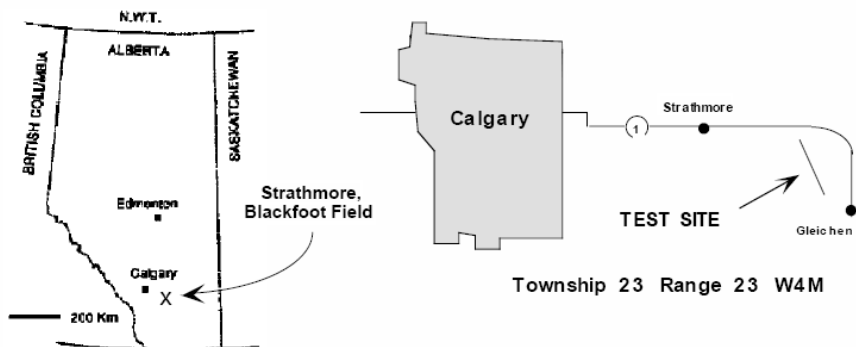 N.W.T.
ALBERTA
BRITISH COLUMBIA
SASKATCHEWAN
Edmonton
Calgary
X
200 Km
Strathmore,
Blackfoot Field
Calgary
1
Strathmore
TEST SITE
Gleichen
Township 23 Range 23 W4M